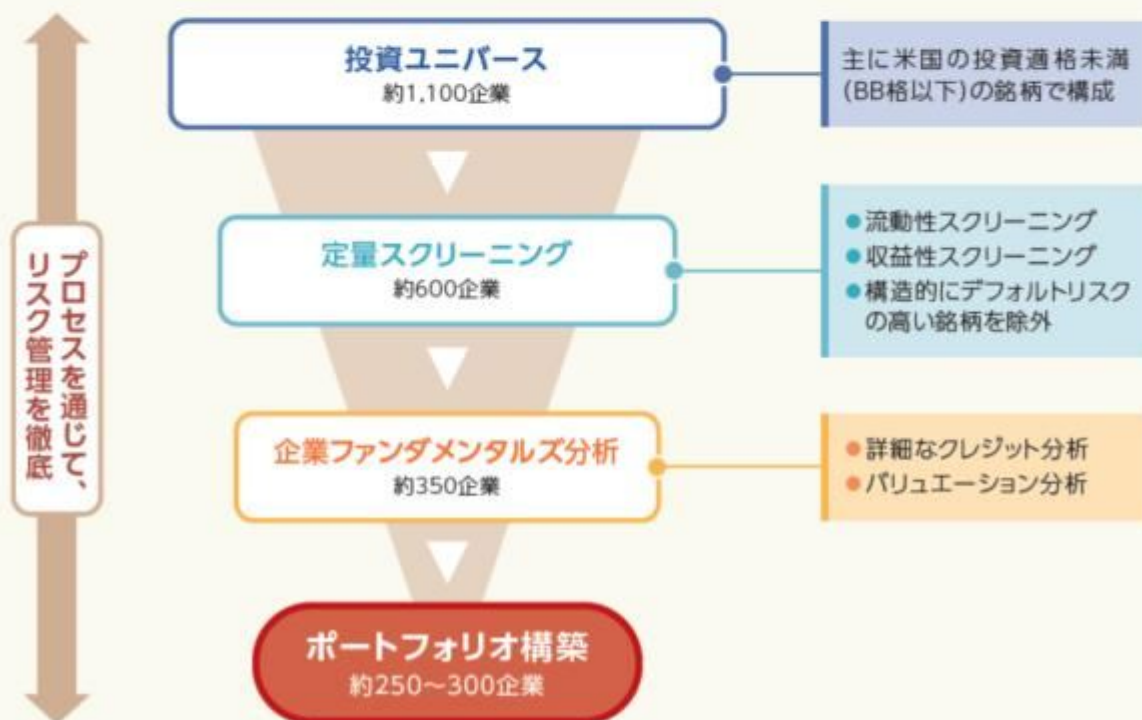 投資ユニバース
約1,100企業
主に米国の投資適格未満
(BB格以下)の銘柄で構成
定量スクリーニング
約600企業
●流動性スクリーニング
●収益性スクリーニング
●構造的にデフォルトリスク
の高い銘柄を除外
プロセスを通じて、
リスク管理を徹底
企業ファンダメンタルズ分析
約350企業
●詳細なクレジット分析
●バリュエーション分析
ポートフォリオ構築
約250～300企業